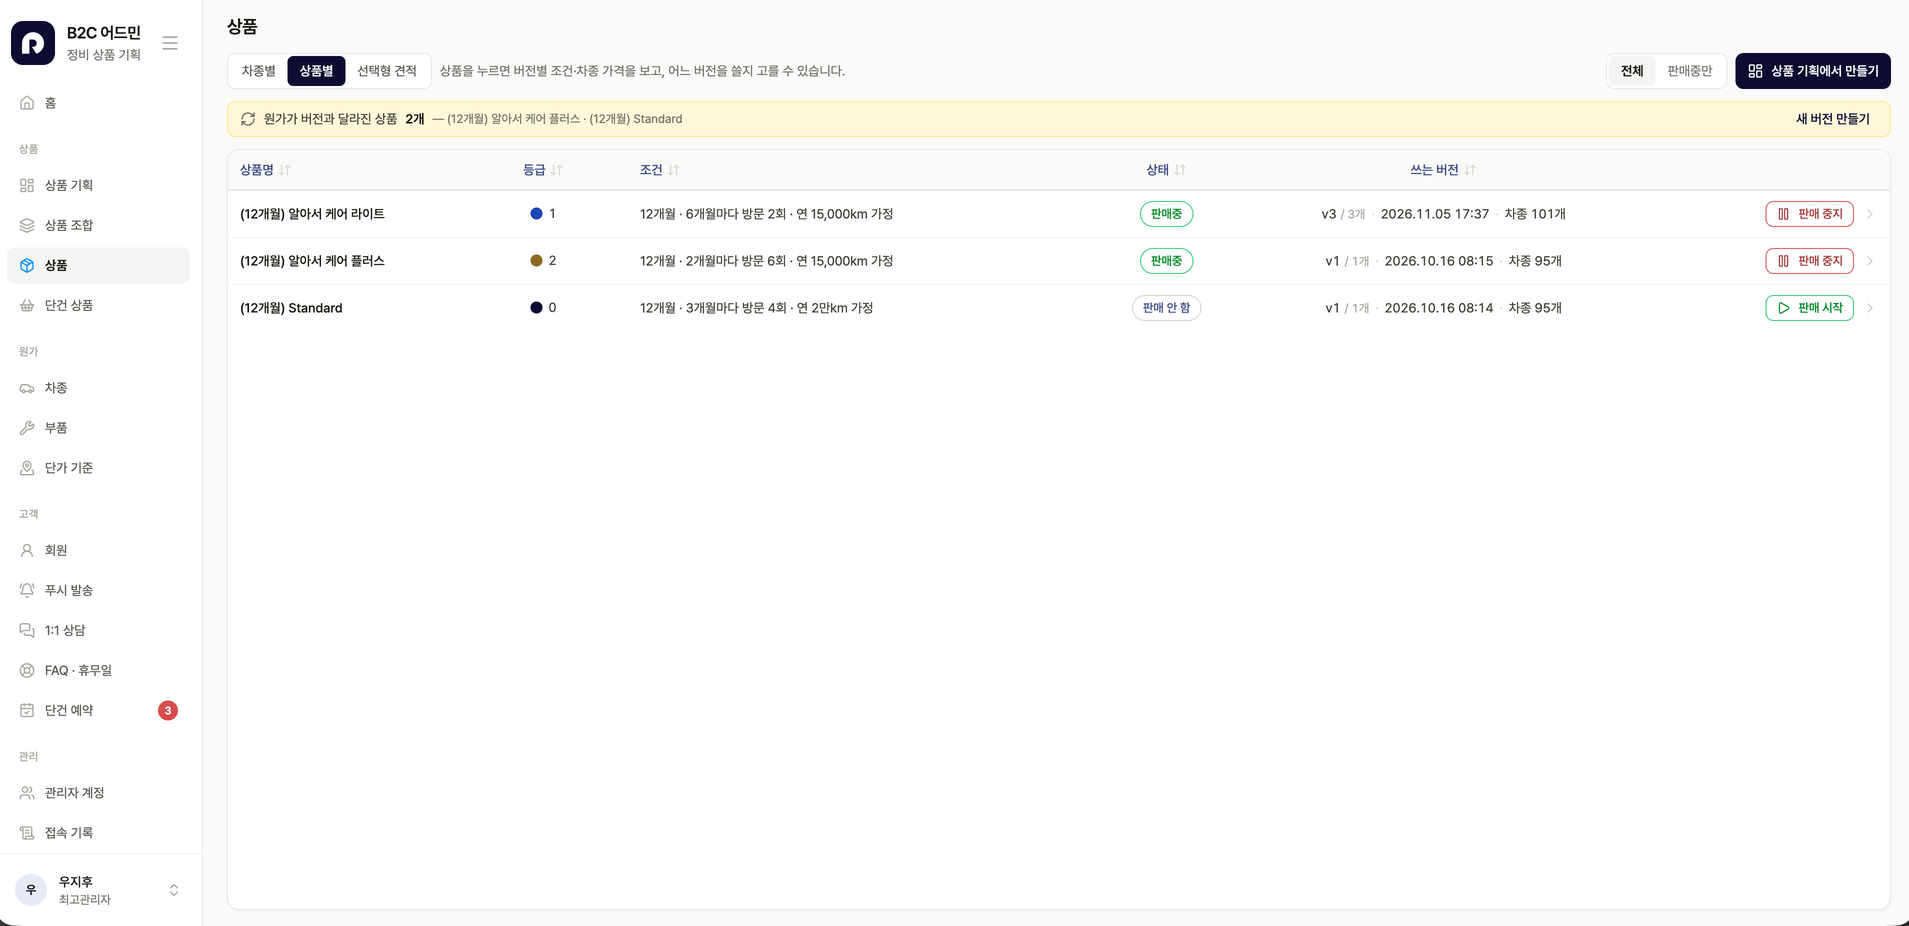 B2C 어드민
정비 상품 기획
홈
상품
상품 기획
상품 조합
상품
단건 상품
원가
차종
부품
단가 기준
고객
회원
푸시 발송
1:1 상담
FAQ · 휴무일
단건 예약 3
관리
관리자 계정
접속 기록
우 우지후
최고관리자
상품
차종별 상품별 선택형 견적 상품을 누르면 버전별 조건·차종 가격을 보고, 어느 버전을 쓸지 고를 수 있습니다. 전체 판매중만 상품 기획에서 만들기
원가가 버전과 달라진 상품 2개 — (12개월) 알아서 케어 플러스 · (12개월) Standard 새 버전 만들기
상품명 등급 조건 상태 쓰는 버전
(12개월) 알아서 케어 라이트 1 12개월 · 6개월마다 방문 2회 · 연 15,000km 가정 판매중 v3 / 3개 · 2026.11.05 17:37 · 차종 101개 판매 중지
(12개월) 알아서 케어 플러스 2 12개월 · 2개월마다 방문 6회 · 연 15,000km 가정 판매중 v1 / 1개 · 2026.10.16 08:15 · 차종 95개 판매 중지
(12개월) Standard 0 12개월 · 3개월마다 방문 4회 · 연 2만km 가정 판매 안 함 v1 / 1개 · 2026.10.16 08:14 · 차종 95개 판매 시작